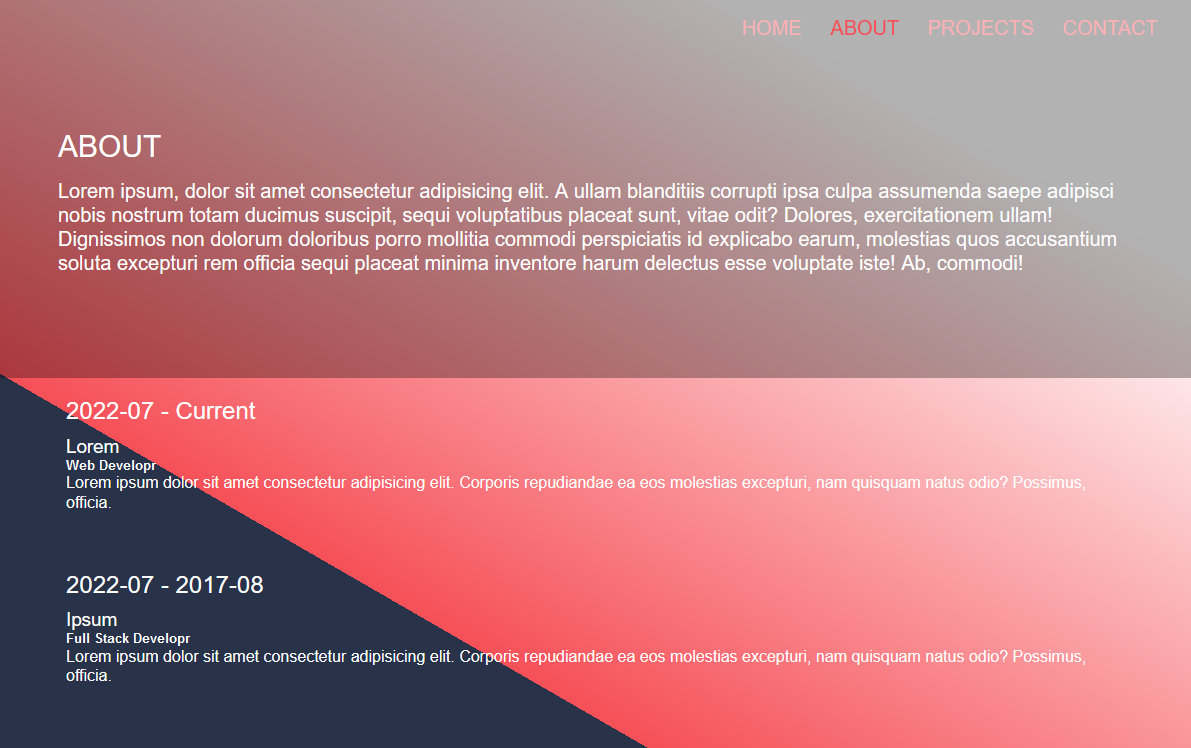 HOME ABOUT PROJECTS CONTACT
ABOUT
Lorem ipsum, dolor sit amet consectetur adipisicing elit. A ullam blanditiis corrupti ipsa culpa assumenda saepe adipisci
nobis nostrum totam ducimus suscipit, sequi voluptatibus placeat sunt, vitae odit? Dolores, exercitationem ullam!
Dignissimos non dolorum doloribus porro mollitia commodi perspiciatis id explicabo earum, molestias quos accusantium
soluta excepturi rem officia sequi placeat minima inventore harum delectus esse voluptate iste! Ab, commodi!
2022-07 - Current
Lorem
Web Developr
Lorem ipsum dolor sit amet consectetur adipisicing elit. Corporis repudiandae ea eos molestias excepturi, nam quisquam natus odio? Possimus,
officia.
2022-07 - 2017-08
Ipsum
Full Stack Developr
Lorem ipsum dolor sit amet consectetur adipisicing elit. Corporis repudiandae ea eos molestias excepturi, nam quisquam natus odio? Possimus,
officia.